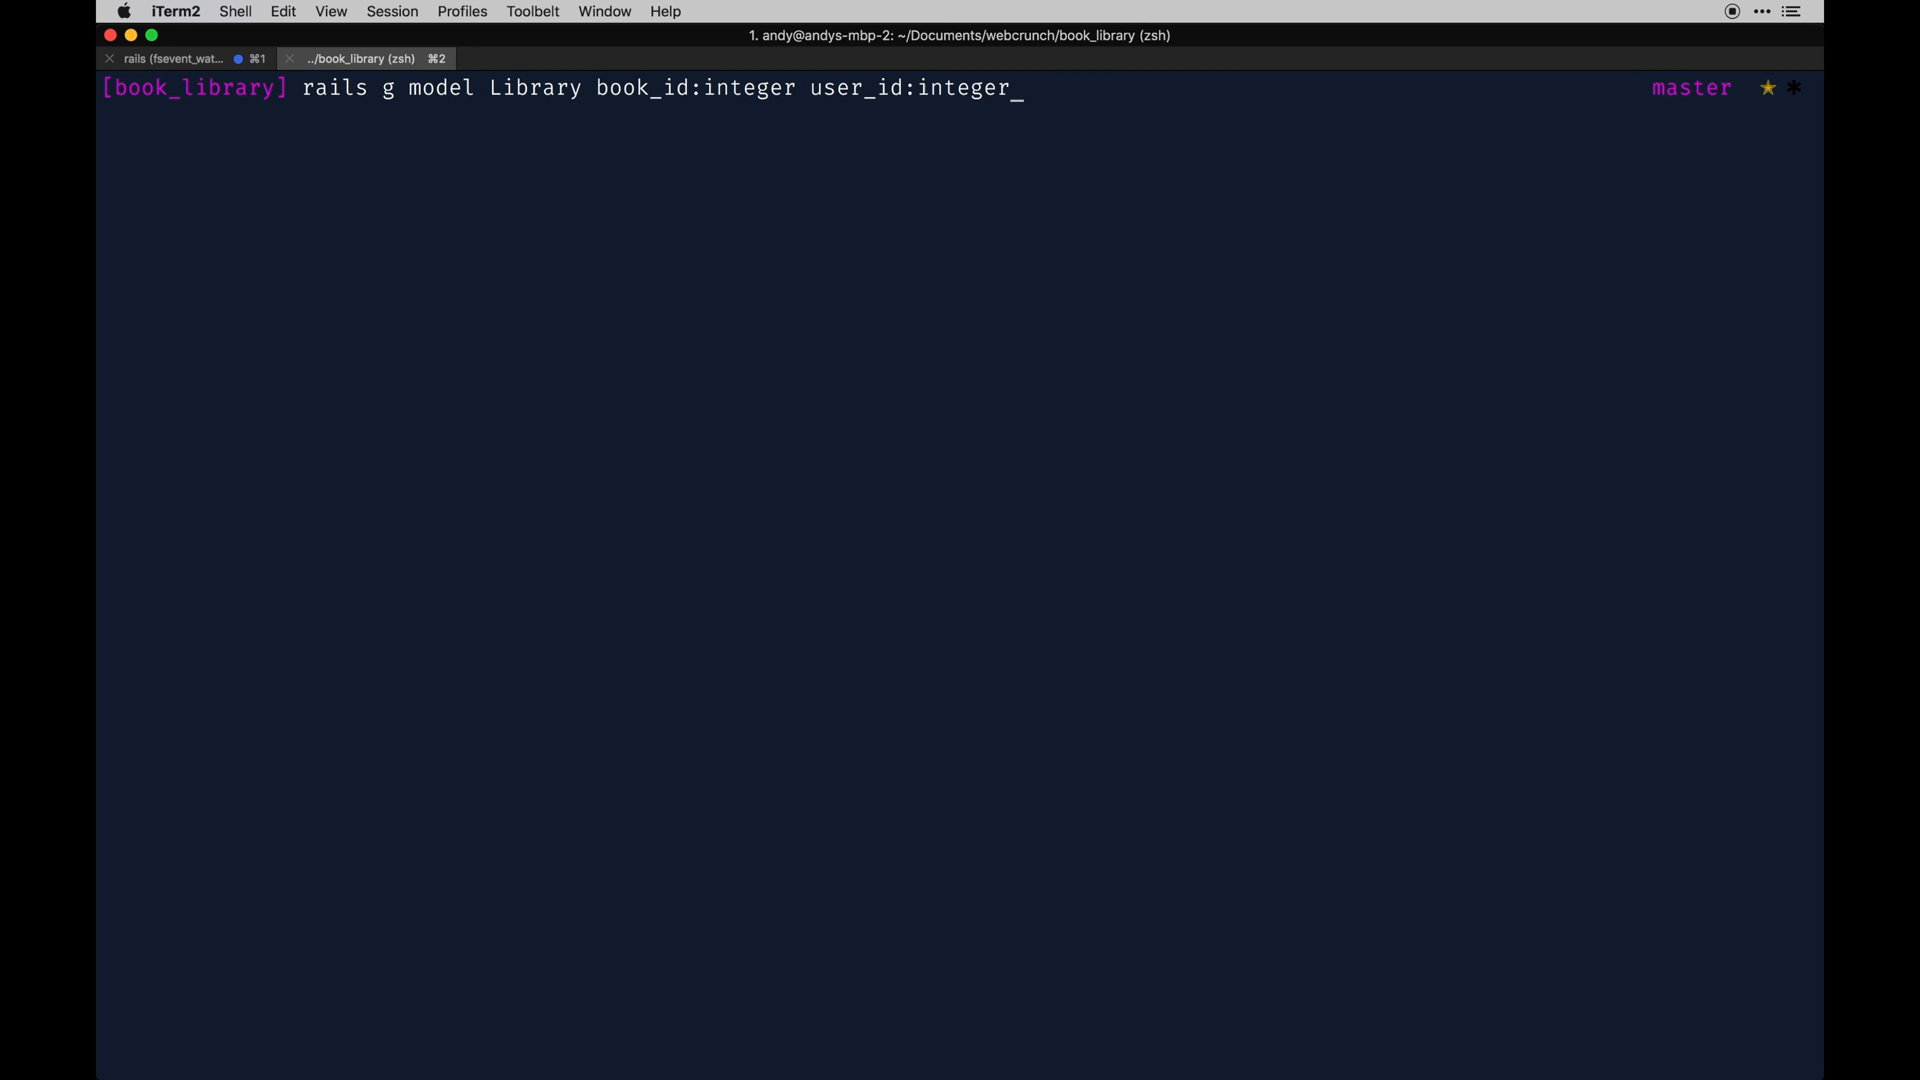 iTerm2 Shell Edit View Session Profiles Toolbelt Window Help
1. andy@andys-mbp-2: ~/Documents/webcrunch/book_library (zsh)
rails (fsevent_wat... ⌘1 ../book_library (zsh) ⌘2
[book_library] rails g model Library book_id:integer user_id:integer_ master ★ *